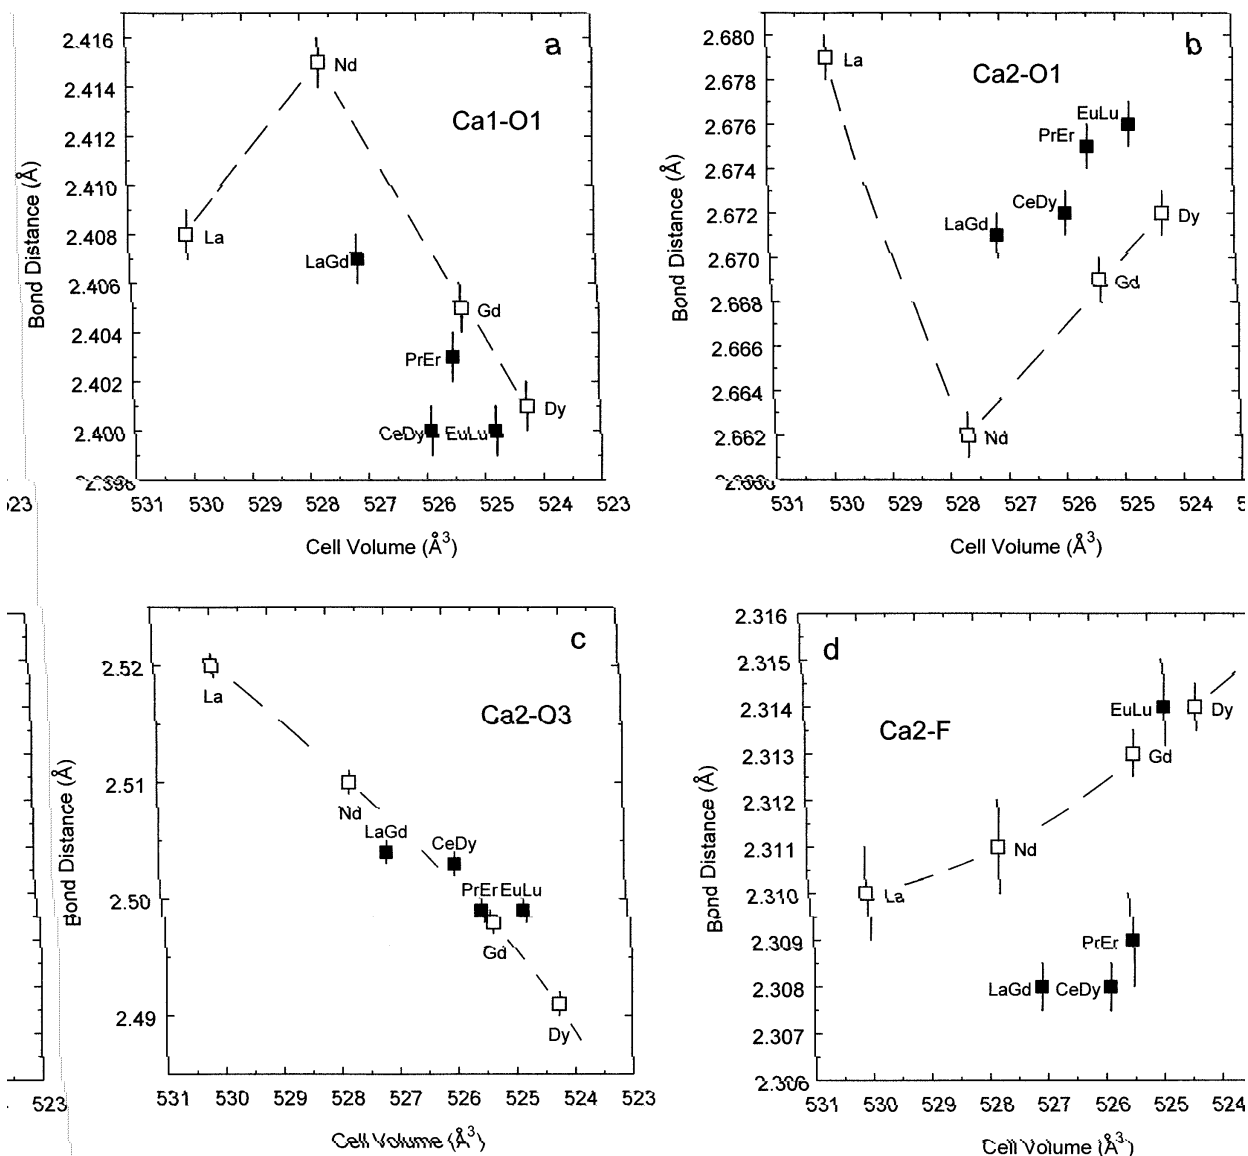 a
Ca1-O1
Bond Distance (Å)
2.416
2.414
2.412
2.410
2.408
2.406
2.404
2.402
2.400
La
Nd
LaGd
Gd
PrEr
Dy
CeDy
EuLu
531 530 529 528 527 526 525 524 523
Cell Volume (Å³)
b
Ca2-O1
Bond Distance (Å)
2.680
2.678
2.676
2.674
2.672
2.670
2.668
2.666
2.664
2.662
La
EuLu
PrEr
CeDy
LaGd
Dy
Gd
Nd
531 530 529 528 527 526 525 524
Cell Volume (Å³)
523
c
Ca2-O3
Bond Distance (Å)
2.52
2.51
2.50
2.49
La
Nd
LaGd
CeDy
PrEr EuLu
Gd
Dy
531 530 529 528 527 526 525 524 523
Cell Volume (Å³)
d
Ca2-F
Bond Distance (Å)
2.316
2.315
2.314
2.313
2.312
2.311
2.310
2.309
2.308
2.307
2.306
EuLu
Dy
Gd
Nd
La
PrEr
LaGd
CeDy
531 530 529 528 527 526 525 524
Cell Volume (Å³)
523